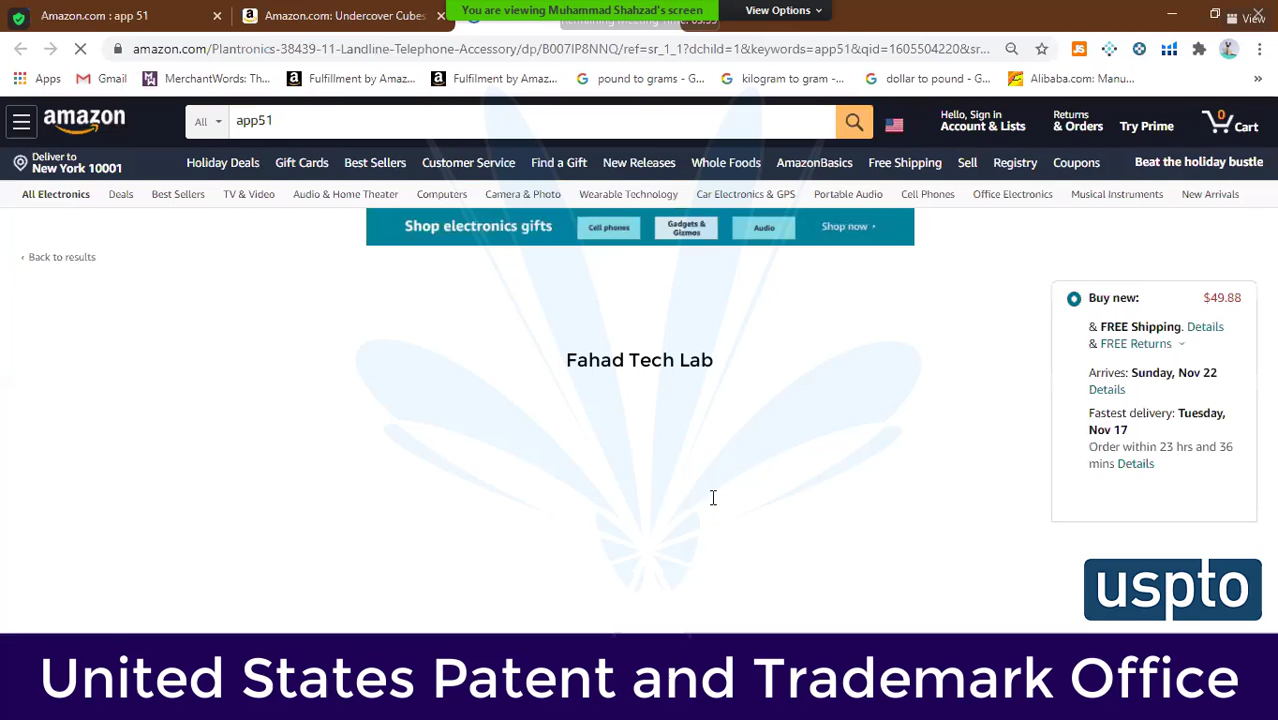 You are viewing Muhammad Shahzad's screen
View Options
Amazon.com : app 51
Amazon.com: Undercover Cubes
View
amazon.com/Plantronics-38439-11-Landline-Telephone-Accessory/dp/B007IP8NNQ/ref=sr_1_1?dchild=1&keywords=app51&qid=1605504220&sr...
Apps
Gmail
MerchantWords: Th...
Fulfillment by Amaz...
Fulfilment by Amaz...
pound to grams - G...
kilogram to gram -...
dollar to pound - G...
Alibaba.com: Manu...
amazon
All
app51
Hello, Sign in
Account & Lists
Returns
& Orders
Try Prime
0
Cart
Deliver to
New York 10001
Holiday Deals
Gift Cards
Best Sellers
Customer Service
Find a Gift
New Releases
Whole Foods
AmazonBasics
Free Shipping
Sell
Registry
Coupons
Beat the holiday bustle
All Electronics
Deals
Best Sellers
TV & Video
Audio & Home Theater
Computers
Camera & Photo
Wearable Technology
Car Electronics & GPS
Portable Audio
Cell Phones
Office Electronics
Musical Instruments
New Arrivals
Shop electronics gifts
Cell phones
Gadgets &
Gizmos
Audio
Shop now ›
‹ Back to results
Buy new:
$49.88
& FREE Shipping. Details
& FREE Returns
Arrives: Sunday, Nov 22
Details
Fastest delivery: Tuesday,
Nov 17
Order within 23 hrs and 36
mins Details
Fahad Tech Lab
uspto
United States Patent and Trademark Office